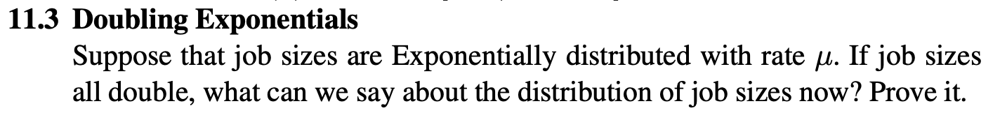 11.3 Doubling Exponentials
Suppose that job sizes are Exponentially distributed with rate μ. If job sizes
all double, what can we say about the distribution of job sizes now? Prove it.